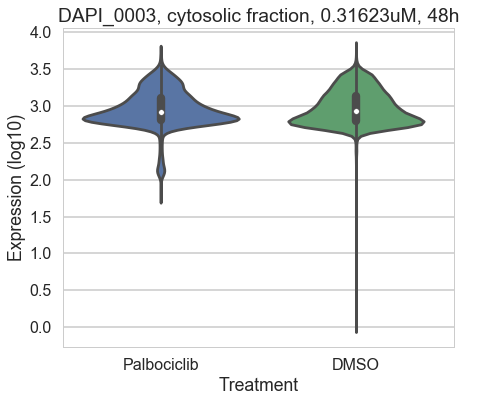 DAPI_0003, cytosolic fraction, 0.31623uM, 48h
4.0
3.5
3.0
2.5
2.0
1.5
1.0
0.5
0.0
Expression (log10)
Palbociclib DMSO
Treatment